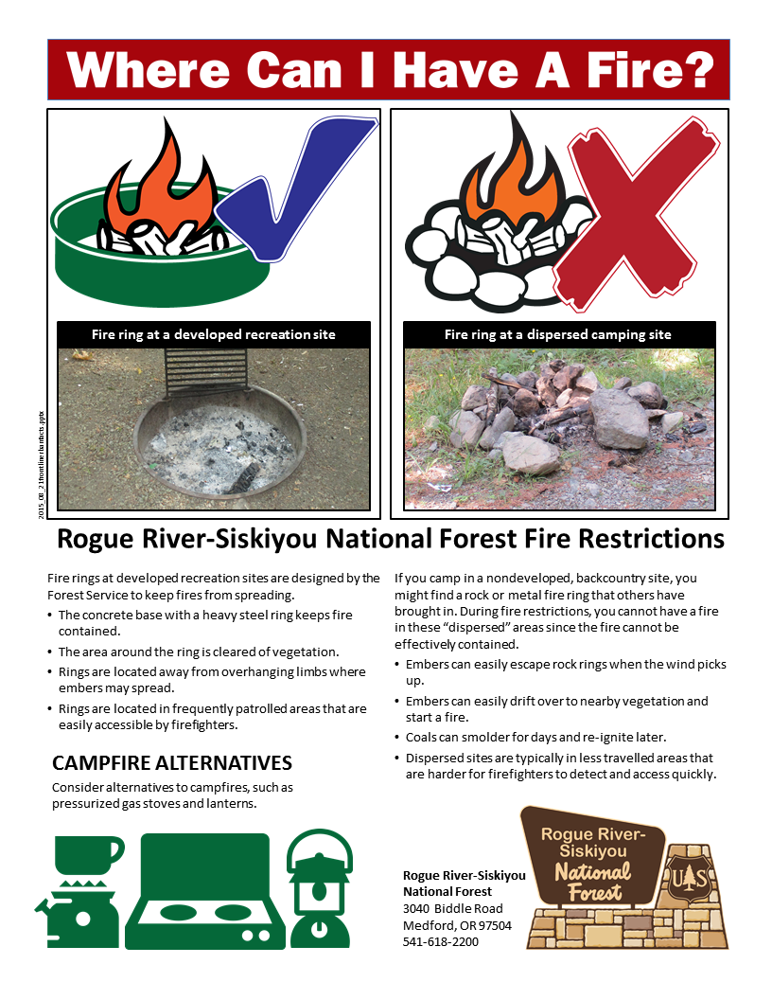 Where Can I Have A Fire?
Fire ring at a developed recreation site
Fire ring at a dispersed camping site
2015_08_21frontlinerbanfacts.pptx
Rogue River-Siskiyou National Forest Fire Restrictions
Fire rings at developed recreation sites are designed by the
Forest Service to keep fires from spreading.
• The concrete base with a heavy steel ring keeps fire
contained.
• The area around the ring is cleared of vegetation.
• Rings are located away from overhanging limbs where
embers may spread.
• Rings are located in frequently patrolled areas that are
easily accessible by firefighters.
CAMPFIRE ALTERNATIVES
Consider alternatives to campfires, such as
pressurized gas stoves and lanterns.
If you camp in a nondeveloped, backcountry site, you
might find a rock or metal fire ring that others have
brought in. During fire restrictions, you cannot have a fire
in these “dispersed” areas since the fire cannot be
effectively contained.
• Embers can easily escape rock rings when the wind picks
up.
• Embers can easily drift over to nearby vegetation and
start a fire.
• Coals can smolder for days and re-ignite later.
• Dispersed sites are typically in less travelled areas that
are harder for firefighters to detect and access quickly.
Rogue River-Siskiyou
National Forest
3040 Biddle Road
Medford, OR 97504
541-618-2200
Rogue River-
Siskiyou
National
Forest
US